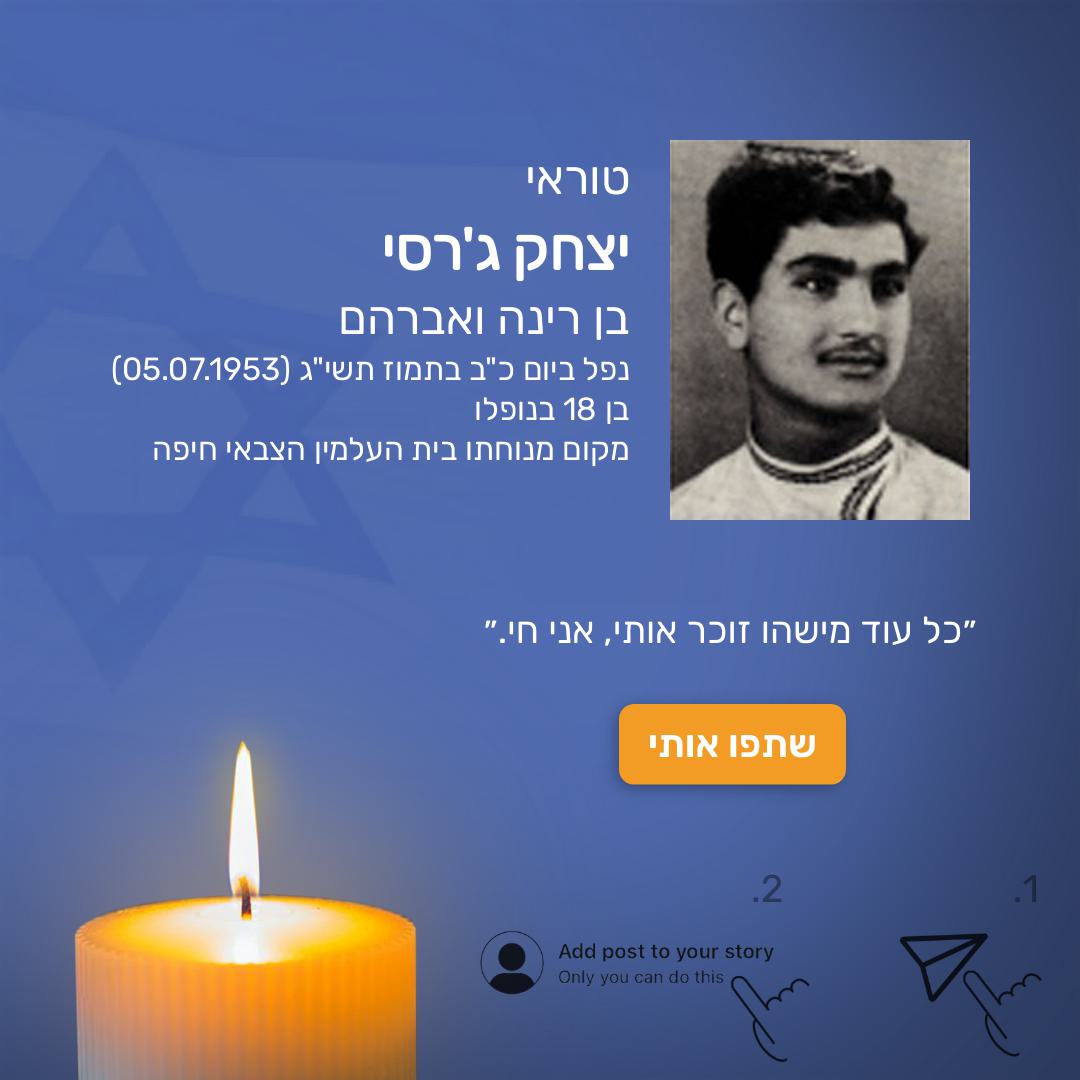 טוראי
יצחק ג'רסי
בן רינה ואברהם
נפל ביום כ"ב בתמוז תשי"ג (05.07.1953)
בן 18 בנופלו
מקום מנוחתו בית העלמין הצבאי חיפה
״כל עוד מישהו זוכר אותי, אני חי.״
שתפו אותי
1.
2.
Add post to your story
Only you can do this